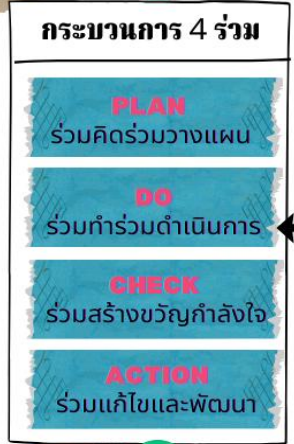 กระบวนการ 4 ร่วม
PLAN
ร่วมคิดร่วมวางแผน
DO
ร่วมทำร่วมดำเนินการ
CHECK
ร่วมสร้างขวัญกำลังใจ
ACTION
ร่วมแก้ไขและพัฒนา